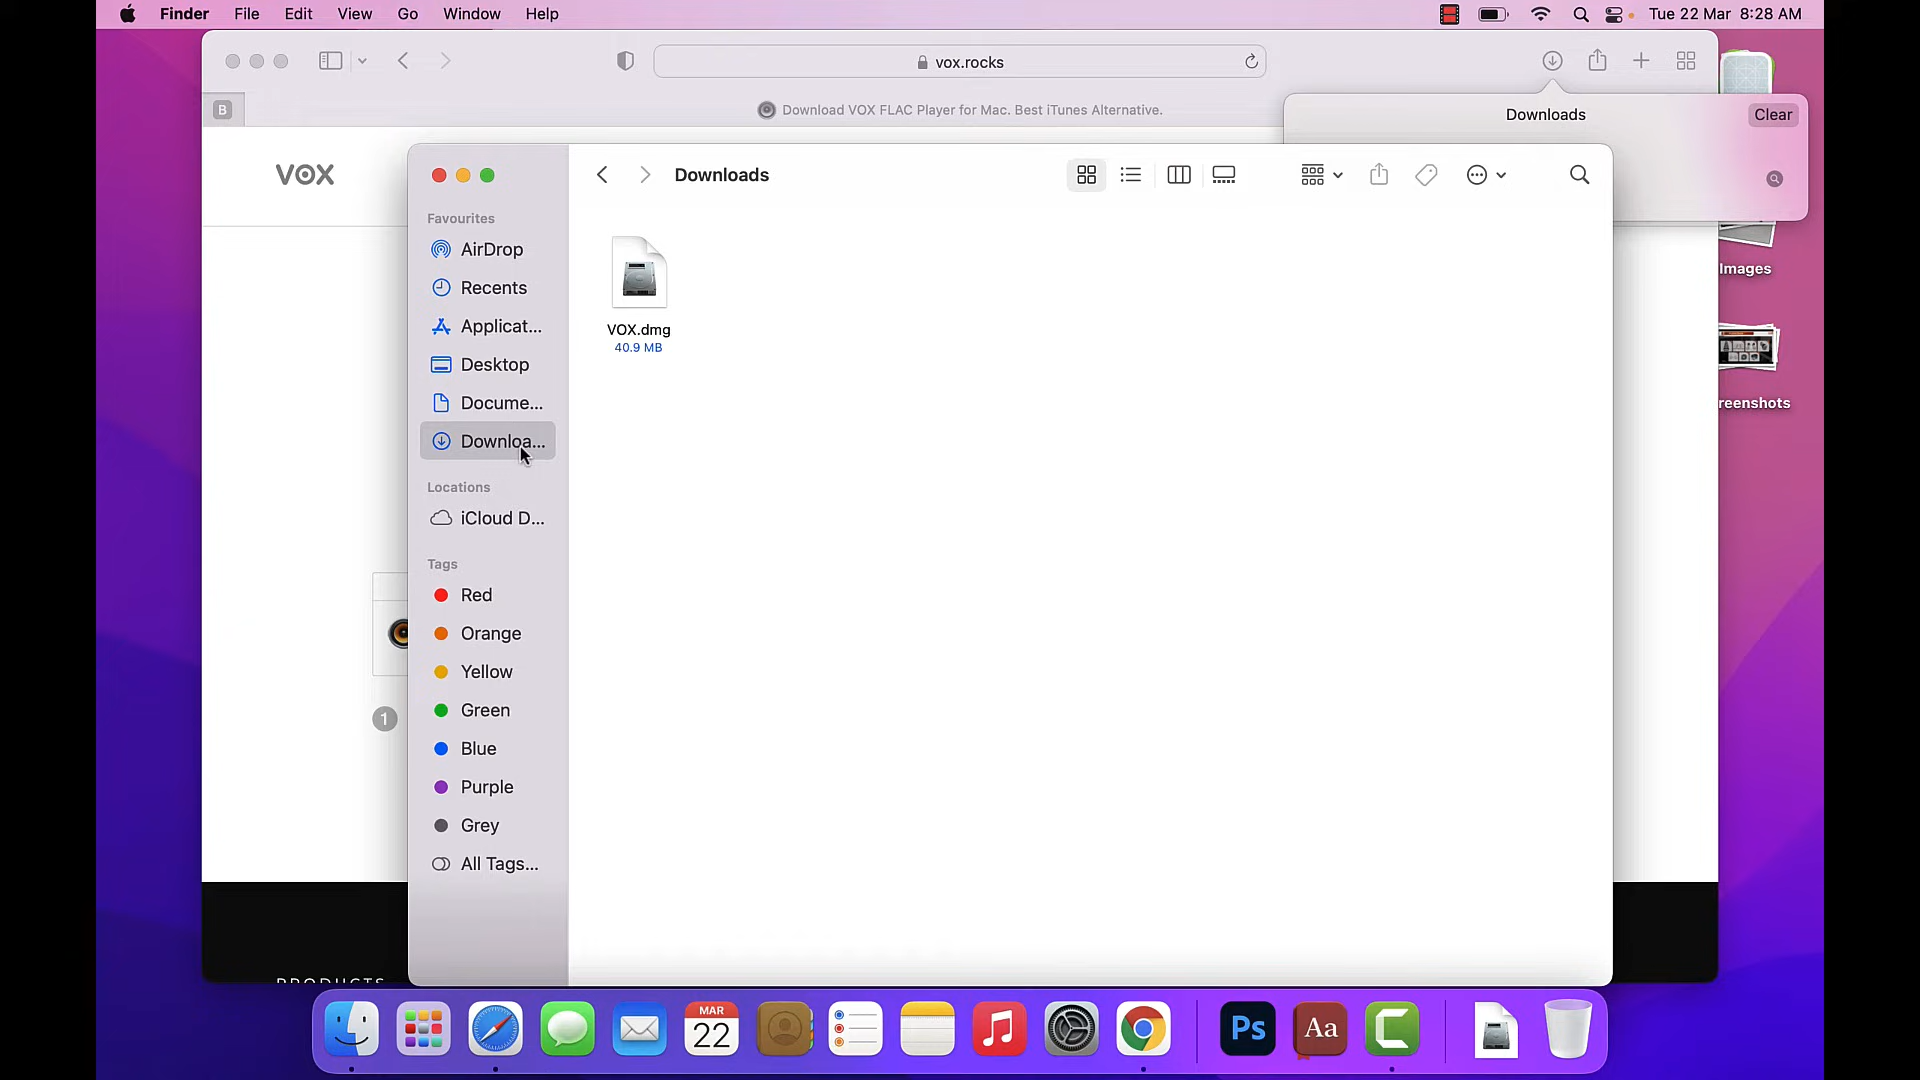 Finder File Edit View Go Window Help
Tue 22 Mar 8:28 AM
vox.rocks
B
Download VOX FLAC Player for Mac. Best iTunes Alternative.
Downloads
Clear
VOX
Downloads
Favourites
AirDrop
Recents
Applicat...
Desktop
Docume...
Downloa...
Locations
iCloud D...
Tags
Red
Orange
Yellow
Green
Blue
Purple
Grey
All Tags...
VOX.dmg
40.9 MB
Images
reenshots
1
PRODUCTS
MAR
22
Ps
Aa